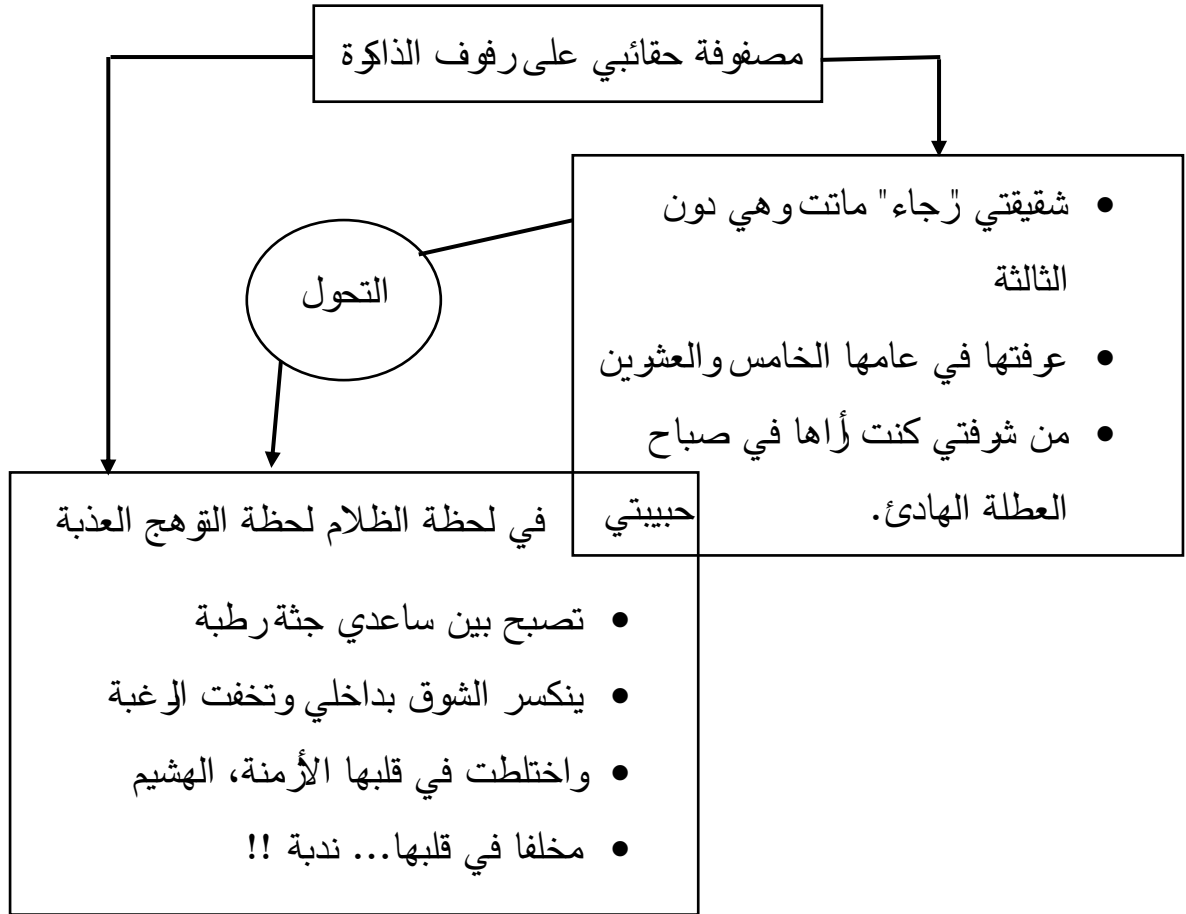 مصفوفة حقائبي على رفوف الذاكرة
• شقيقتي "رجاء" ماتت وهي دون
الثالثة
• عرفتها في عامها الخامس والعشرين
• من شرفتي كنت أراها في صباح
العطلة الهادئ.
التحول
حبيبتي في لحظة الظلام لحظة التوهج العذبة
• تصبح بين ساعدي جثة رطبة
• ينكسر الشوق بداخلي وتخفت الرغبة
• واختلطت في قلبها الأزمنة، الهشيم
• مخلفا في قلبها... ندبة !!